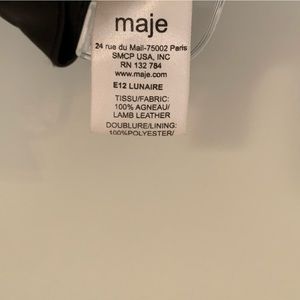 maje
24 rue du Mail-75002 Paris
SMCP USA, INC
RN 132 784
www.maje.com
E12 LUNAIRE
TISSU/FABRIC:
100% AGNEAU/
LAMB LEATHER
DOUBLURE/LINING:
100%POLYESTER/